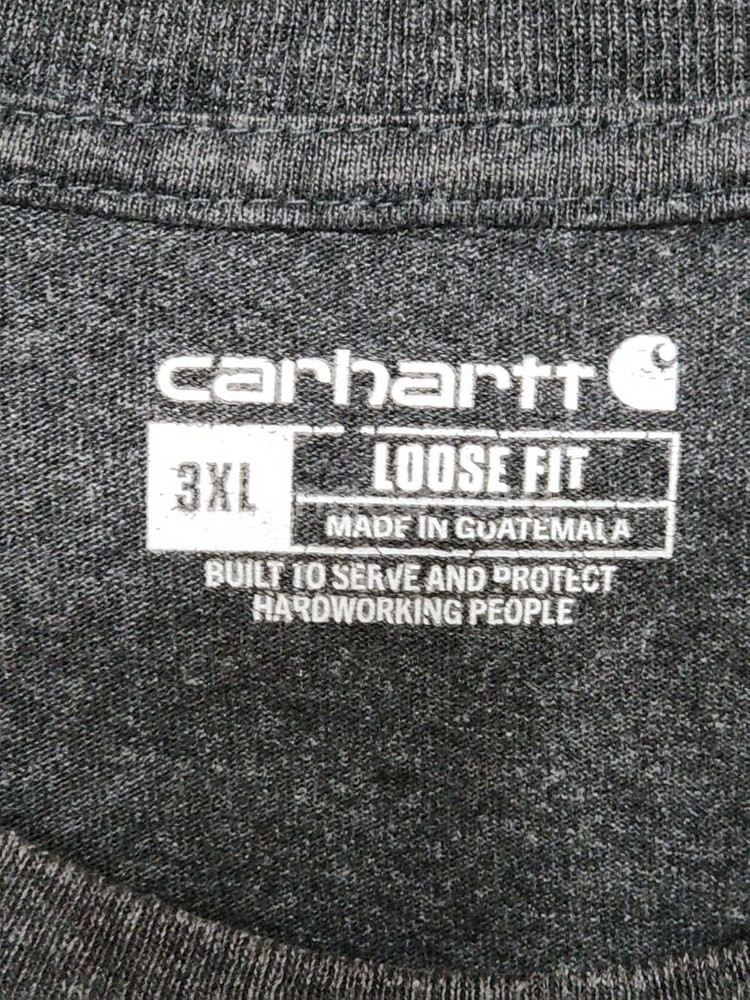 carhartt
3XL
LOOSE FIT
MADE IN GUATEMALA
BUILT TO SERVE AND PROTECT
HARDWORKING PEOPLE